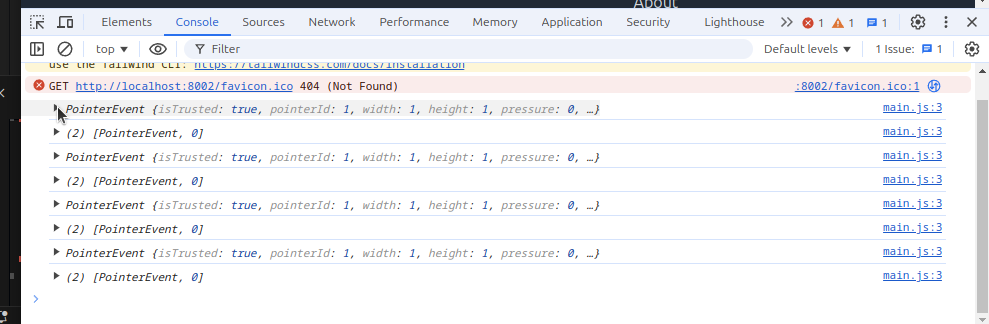 About
Elements Console Sources Network Performance Memory Application Security Lighthouse 1 1 1
top Filter Default levels 1 Issue: 1
use the Tailwind CLI: https://tailwindcss.com/docs/installation
GET http://localhost:8002/favicon.ico 404 (Not Found) :8002/favicon.ico:1
PointerEvent {isTrusted: true, pointerId: 1, width: 1, height: 1, pressure: 0, …} main.js:3
(2) [PointerEvent, 0] main.js:3
PointerEvent {isTrusted: true, pointerId: 1, width: 1, height: 1, pressure: 0, …} main.js:3
(2) [PointerEvent, 0] main.js:3
PointerEvent {isTrusted: true, pointerId: 1, width: 1, height: 1, pressure: 0, …} main.js:3
(2) [PointerEvent, 0] main.js:3
PointerEvent {isTrusted: true, pointerId: 1, width: 1, height: 1, pressure: 0, …} main.js:3
(2) [PointerEvent, 0] main.js:3